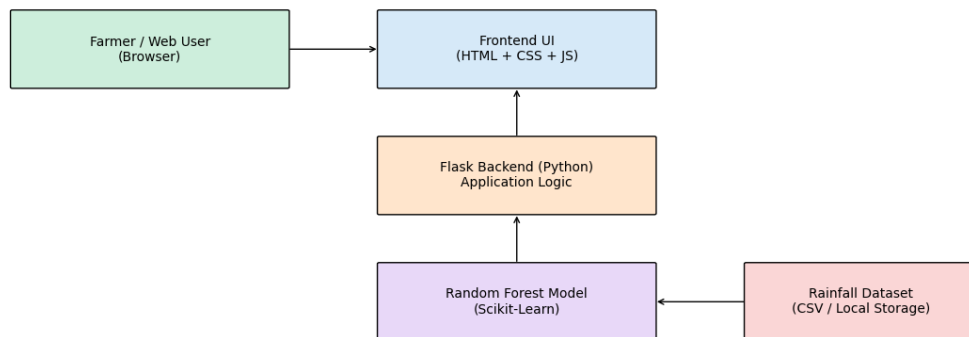 Farmer / Web User
(Browser)
Frontend UI
(HTML + CSS + JS)
Flask Backend (Python)
Application Logic
Random Forest Model
(Scikit-Learn)
Rainfall Dataset
(CSV / Local Storage)